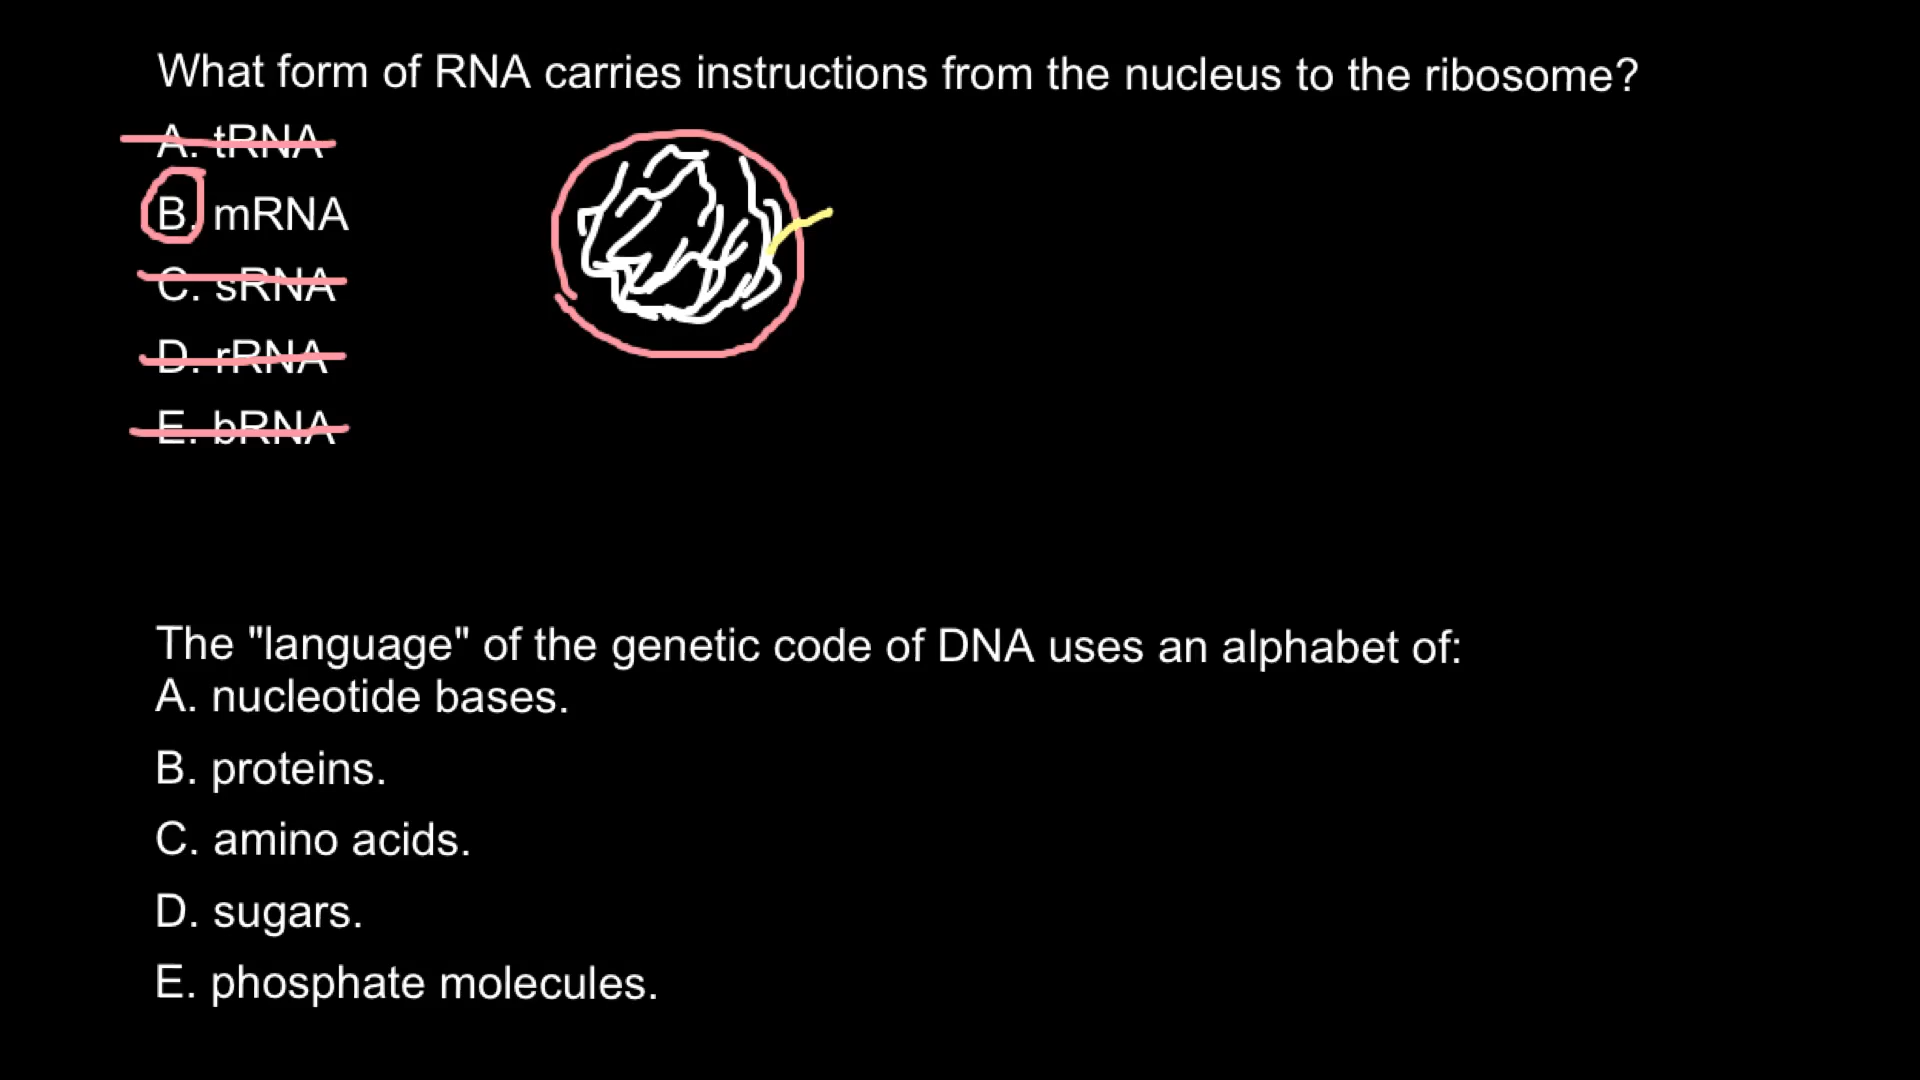 What form of RNA carries instructions from the nucleus to the ribosome?
A. tRNA
B. mRNA
C. sRNA
D. rRNA
E. bRNA
The "language" of the genetic code of DNA uses an alphabet of:
A. nucleotide bases.
B. proteins.
C. amino acids.
D. sugars.
E. phosphate molecules.